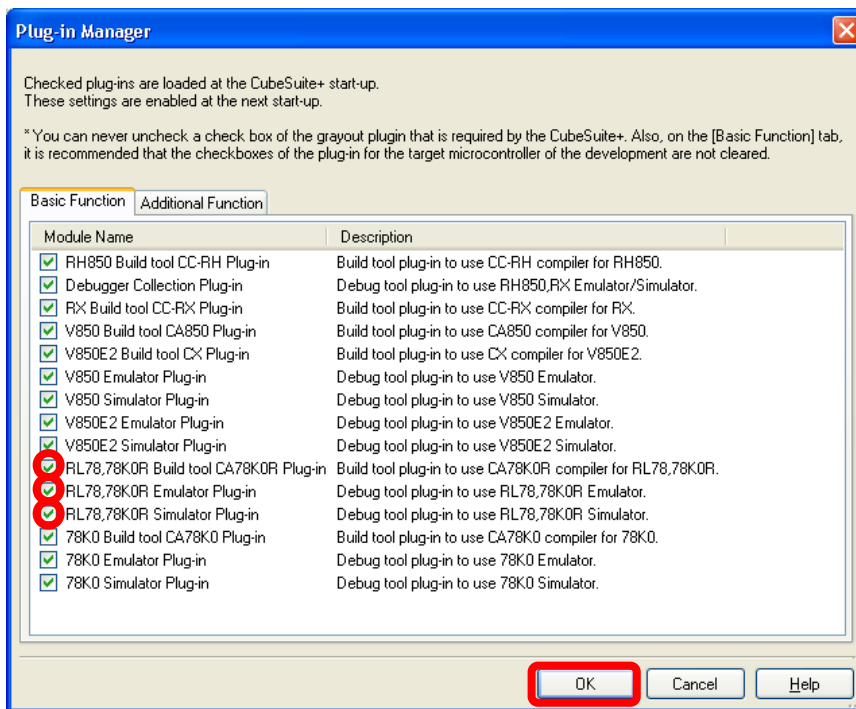 Plug-in Manager
Checked plug-ins are loaded at the CubeSuite+ start-up.
These settings are enabled at the next start-up.
* You can never uncheck a check box of the grayout plugin that is required by the CubeSuite+. Also, on the [Basic Function] tab,
it is recommended that the checkboxes of the plug-in for the target microcontroller of the development are not cleared.
Basic Function Additional Function
Module Name Description
RH850 Build tool CC-RH Plug-in Build tool plug-in to use CC-RH compiler for RH850.
Debugger Collection Plug-in Debug tool plug-in to use RH850,RX Emulator/Simulator.
RX Build tool CC-RX Plug-in Build tool plug-in to use CC-RX compiler for RX.
V850 Build tool CA850 Plug-in Build tool plug-in to use CA850 compiler for V850.
V850E2 Build tool CX Plug-in Build tool plug-in to use CX compiler for V850E2.
V850 Emulator Plug-in Debug tool plug-in to use V850 Emulator.
V850 Simulator Plug-in Debug tool plug-in to use V850 Simulator.
V850E2 Emulator Plug-in Debug tool plug-in to use V850E2 Emulator.
V850E2 Simulator Plug-in Debug tool plug-in to use V850E2 Simulator.
RL78,78K0R Build tool CA78K0R Plug-in Build tool plug-in to use CA78K0R compiler for RL78,78K0R.
RL78,78K0R Emulator Plug-in Debug tool plug-in to use RL78,78K0R Emulator.
RL78,78K0R Simulator Plug-in Debug tool plug-in to use RL78,78K0R Simulator.
78K0 Build tool CA78K0 Plug-in Build tool plug-in to use CA78K0 compiler for 78K0.
78K0 Emulator Plug-in Debug tool plug-in to use 78K0 Emulator.
78K0 Simulator Plug-in Debug tool plug-in to use 78K0 Simulator.
OK Cancel Help